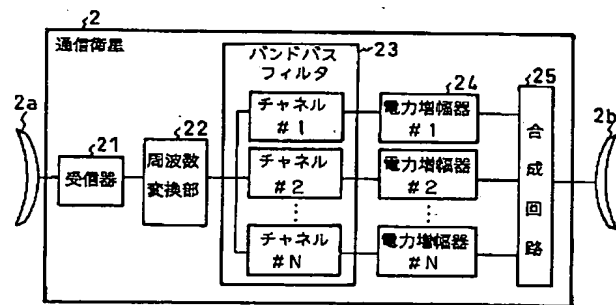 2
通信衛星
バンドパス
フィルタ
23
2a
21
受信器
22
周波数
変換部
チャネル
#1
チャネル
#2
チャネル
#N
24
電力増幅器
#1
電力増幅器
#2
電力増幅器
#N
25
合成回路
2b